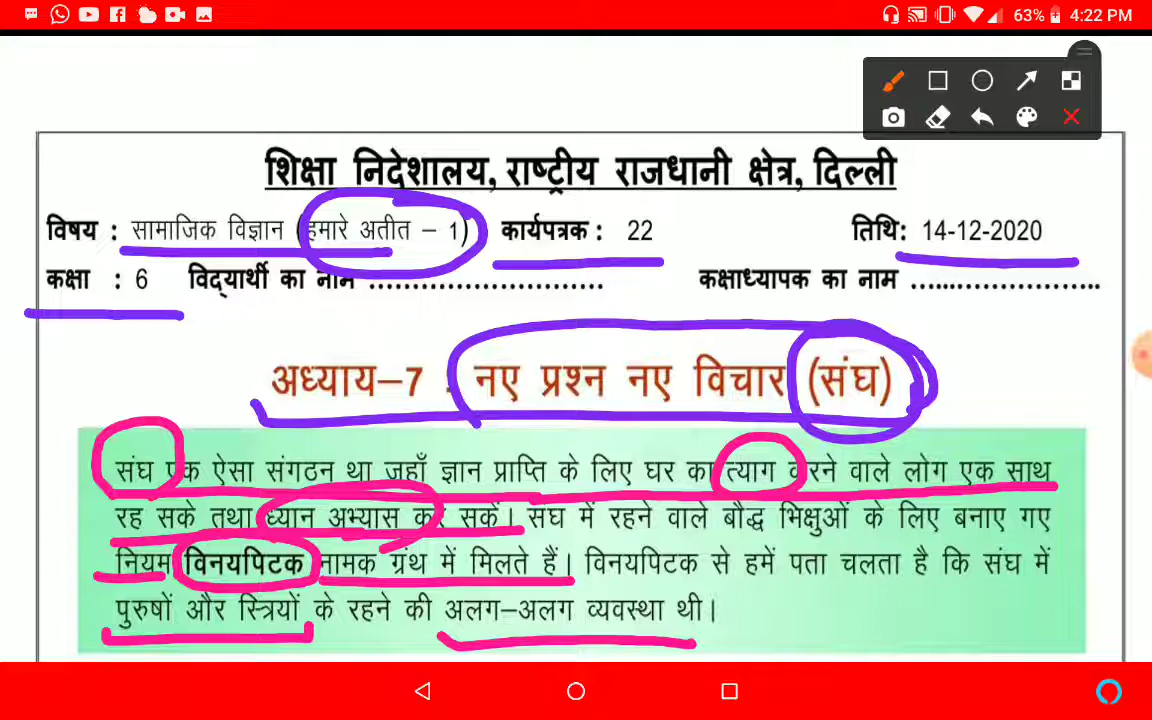 63% 4:22 PM
शिक्षा निदेशालय, राष्ट्रीय राजधानी क्षेत्र, दिल्ली
विषय : सामाजिक विज्ञान (हमारे अतीत – 1) कार्यपत्रक : 22 तिथि: 14-12-2020
कक्षा : 6 विद्यार्थी का नाम ............................. कक्षाध्यापक का नाम ........................
अध्याय–7 : नए प्रश्न नए विचार (संघ)
संघ एक ऐसा संगठन था जहाँ ज्ञान प्राप्ति के लिए घर का त्याग करने वाले लोग एक साथ
रह सके तथा ध्यान अभ्यास कर सकें। संघ में रहने वाले बौद्ध भिक्षुओं के लिए बनाए गए
नियम विनयपिटक नामक ग्रंथ में मिलते हैं। विनयपिटक से हमें पता चलता है कि संघ में
पुरुषों और स्त्रियों के रहने की अलग–अलग व्यवस्था थी।